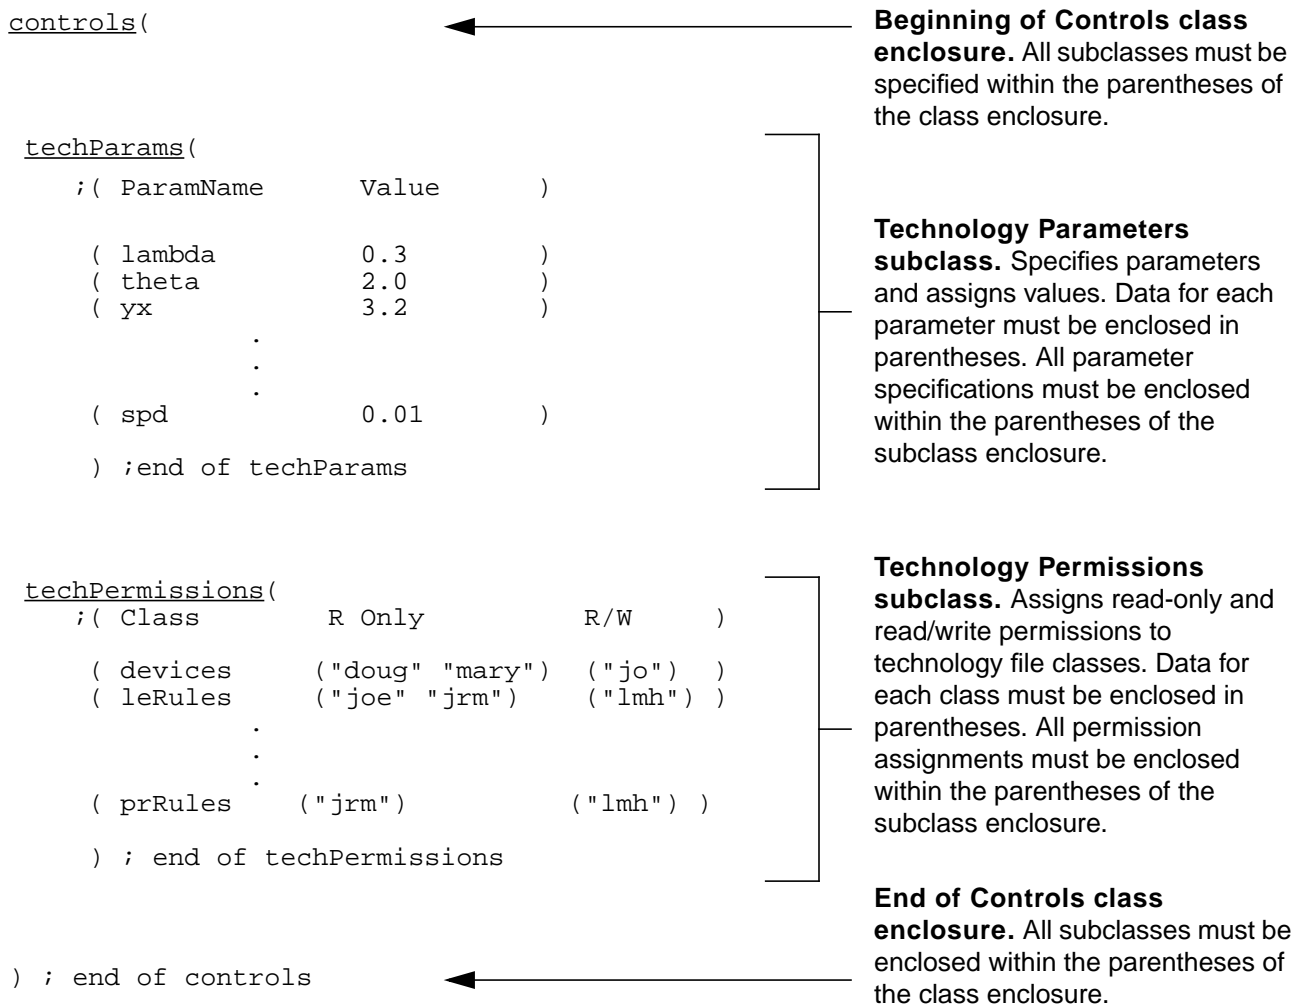 controls(
Beginning of Controls class
enclosure. All subclasses must be
specified within the parentheses of
the class enclosure.
techParams(
;( ParamName Value )
( lambda 0.3 )
( theta 2.0 )
( yx 3.2 )
.
.
.
( spd 0.01 )
) ;end of techParams
Technology Parameters
subclass. Specifies parameters
and assigns values. Data for each
parameter must be enclosed in
parentheses. All parameter
specifications must be enclosed
within the parentheses of the
subclass enclosure.
techPermissions(
;( Class R Only R/W )
( devices ("doug" "mary") ("jo") )
( leRules ("joe" "jrm") ("lmh") )
.
.
.
( prRules ("jrm") ("lmh") )
) ; end of techPermissions
Technology Permissions
subclass. Assigns read-only and
read/write permissions to
technology file classes. Data for
each class must be enclosed in
parentheses. All permission
assignments must be enclosed
within the parentheses of the
subclass enclosure.
) ; end of controls
End of Controls class
enclosure. All subclasses must be
enclosed within the parentheses of
the class enclosure.